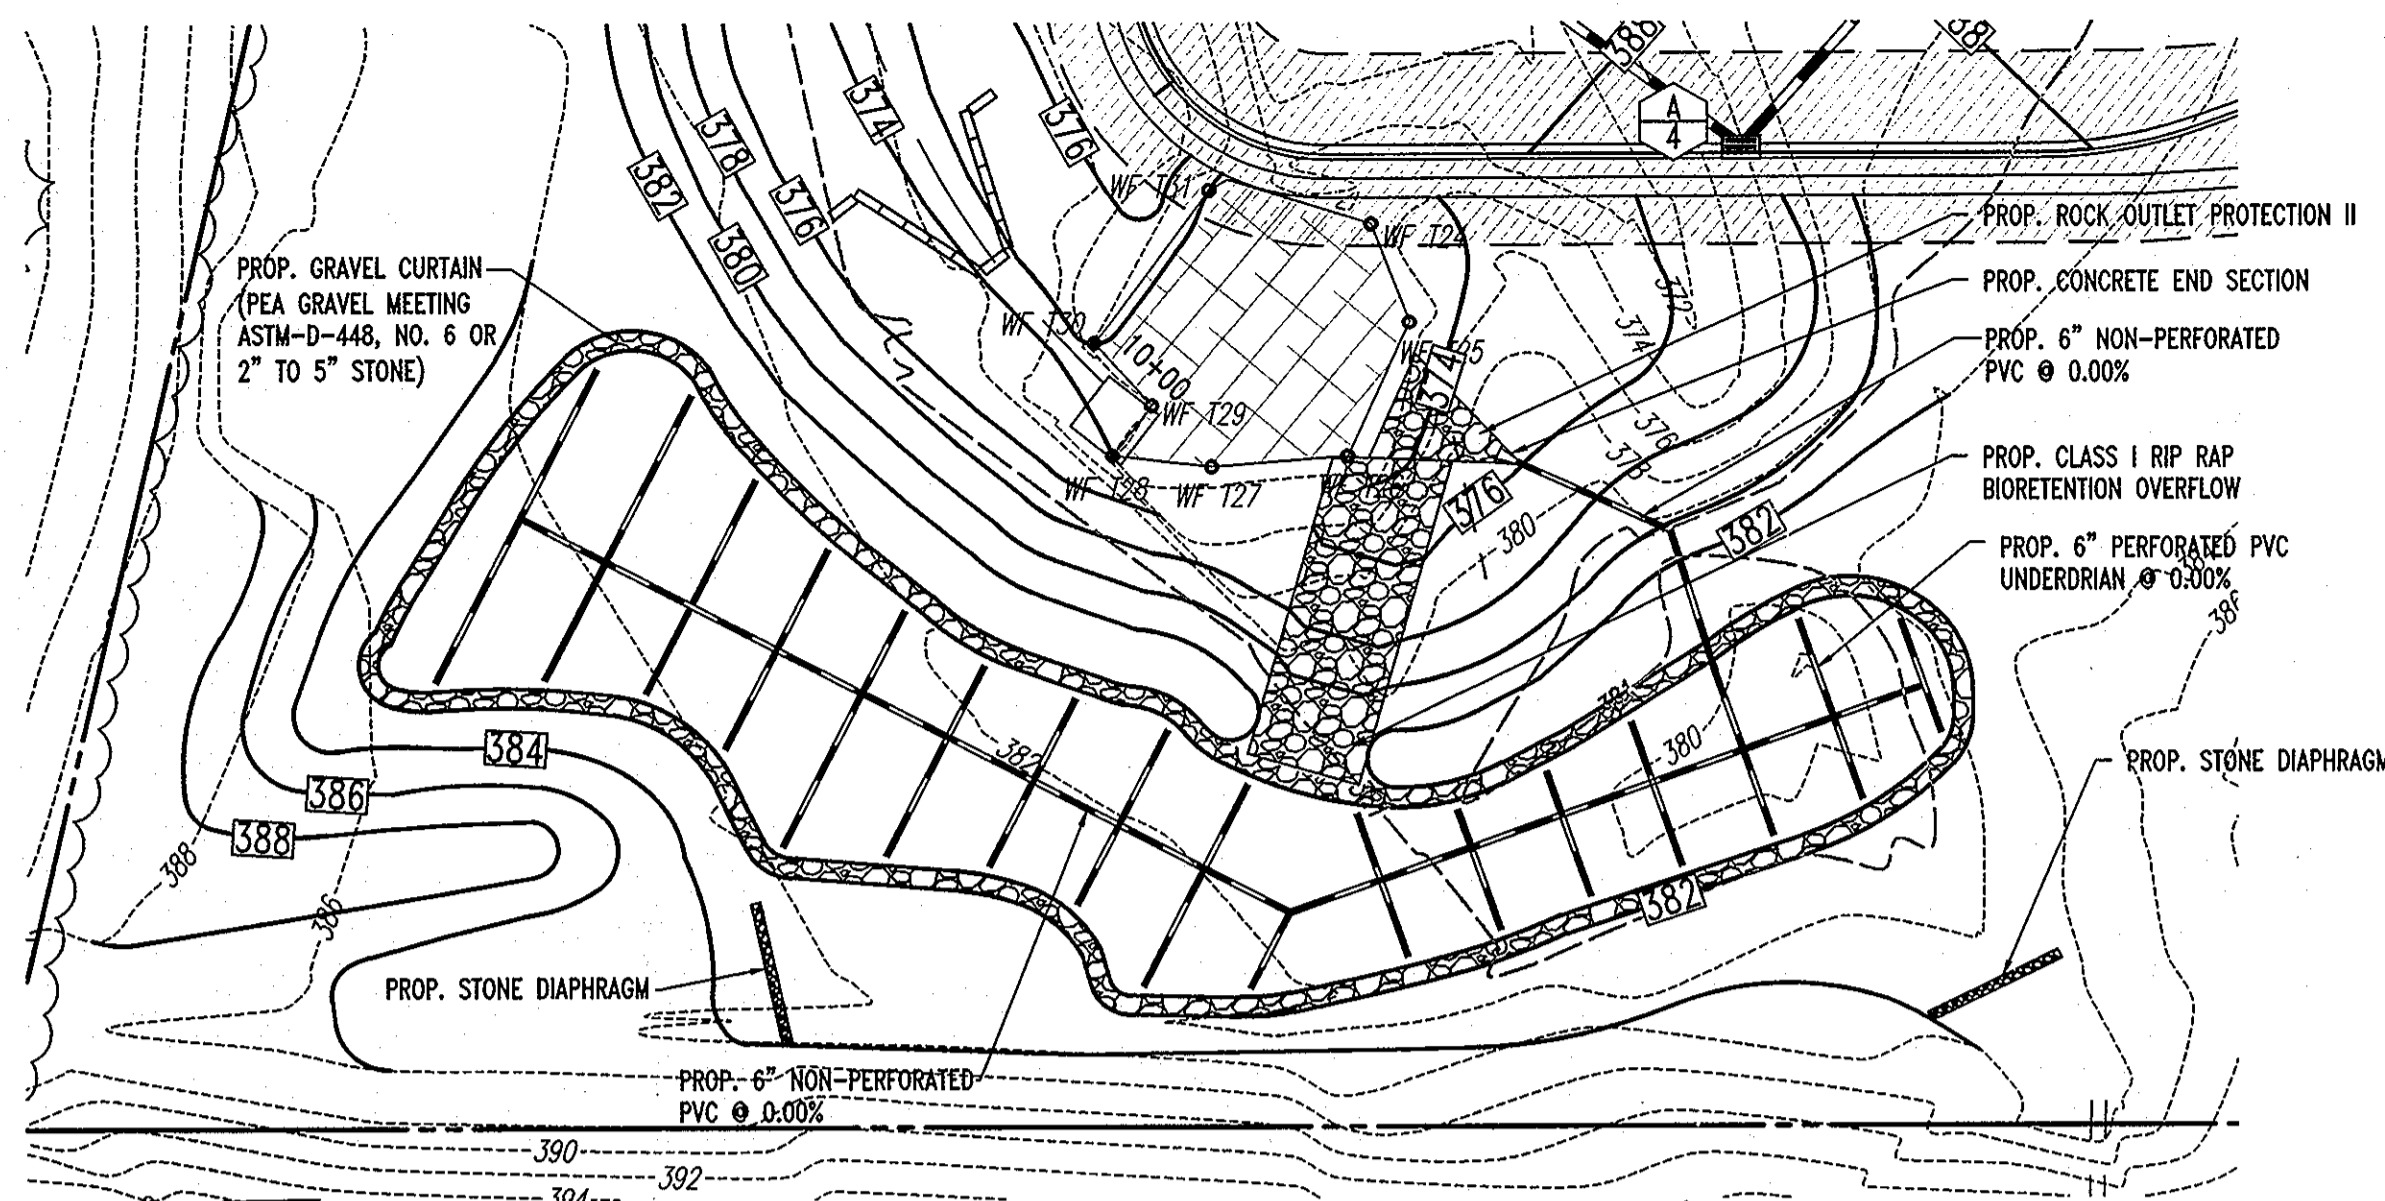 388
A
4
374
376
378
382
376
380
WF T31
WF T24
PROP. ROCK OUTLET PROTECTION II
PROP. GRAVEL CURTAIN
(PEA GRAVEL MEETING
ASTM-D-448, NO. 6 OR
2" TO 5" STONE)
PROP. CONCRETE END SECTION
372
374
WF T30
10+00
WF T29
374
376
378
PROP. 6" NON-PERFORATED
PVC @ 0.00%
WF T28
WF T27
376
380
382
PROP. CLASS I RIP RAP
BIORETENTION OVERFLOW
PROP. 6" PERFORATED PVC
UNDERDRIAN @ 0.00%
386
384
382
380
PROP. STONE DIAPHRAGM
386
388
388
386
382
PROP. STONE DIAPHRAGM
PROP. 6" NON-PERFORATED
PVC @ 0.00%
390
392
394